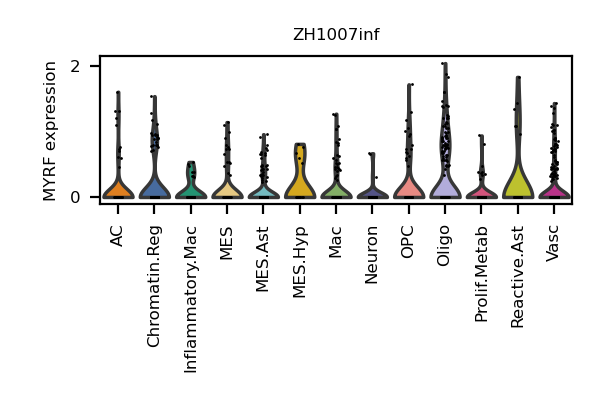 ZH1007inf
MYRF expression
2
0
AC
Chromatin.Reg
Inflammatory.Mac
MES
MES.Ast
MES.Hyp
Mac
Neuron
OPC
Oligo
Prolif.Metab
Reactive.Ast
Vasc